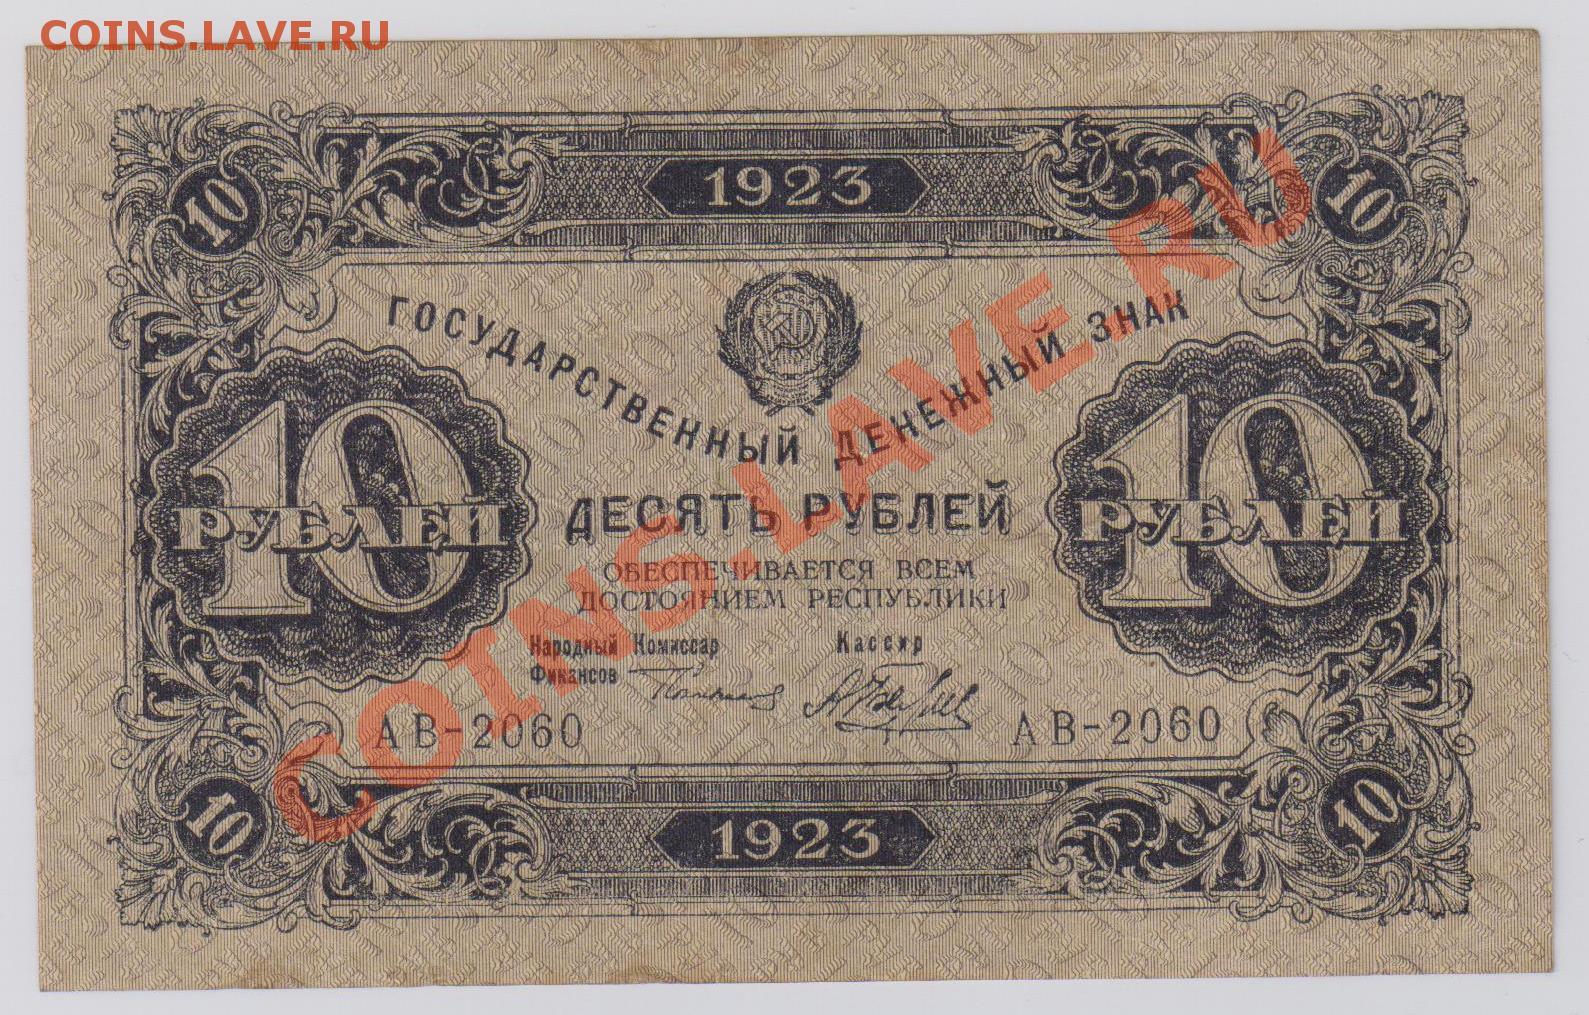 COINS.LAVE.RU
1923
10 10
ГОСУДАРСТВЕННЫЙ ДЕНЕЖНЫЙ ЗНАК
10 РУБЛЕЙ
ДЕСЯТЬ РУБЛЕЙ
10 РУБЛЕЙ
ОБЕСПЕЧИВАЕТСЯ ВСЕМ
ДОСТОЯНИЕМ РЕСПУБЛИКИ
Народный Комиссар
Финансов
Кассир
АВ-2060 АВ-2060
10 10
1923
COINS.LAVE.RU